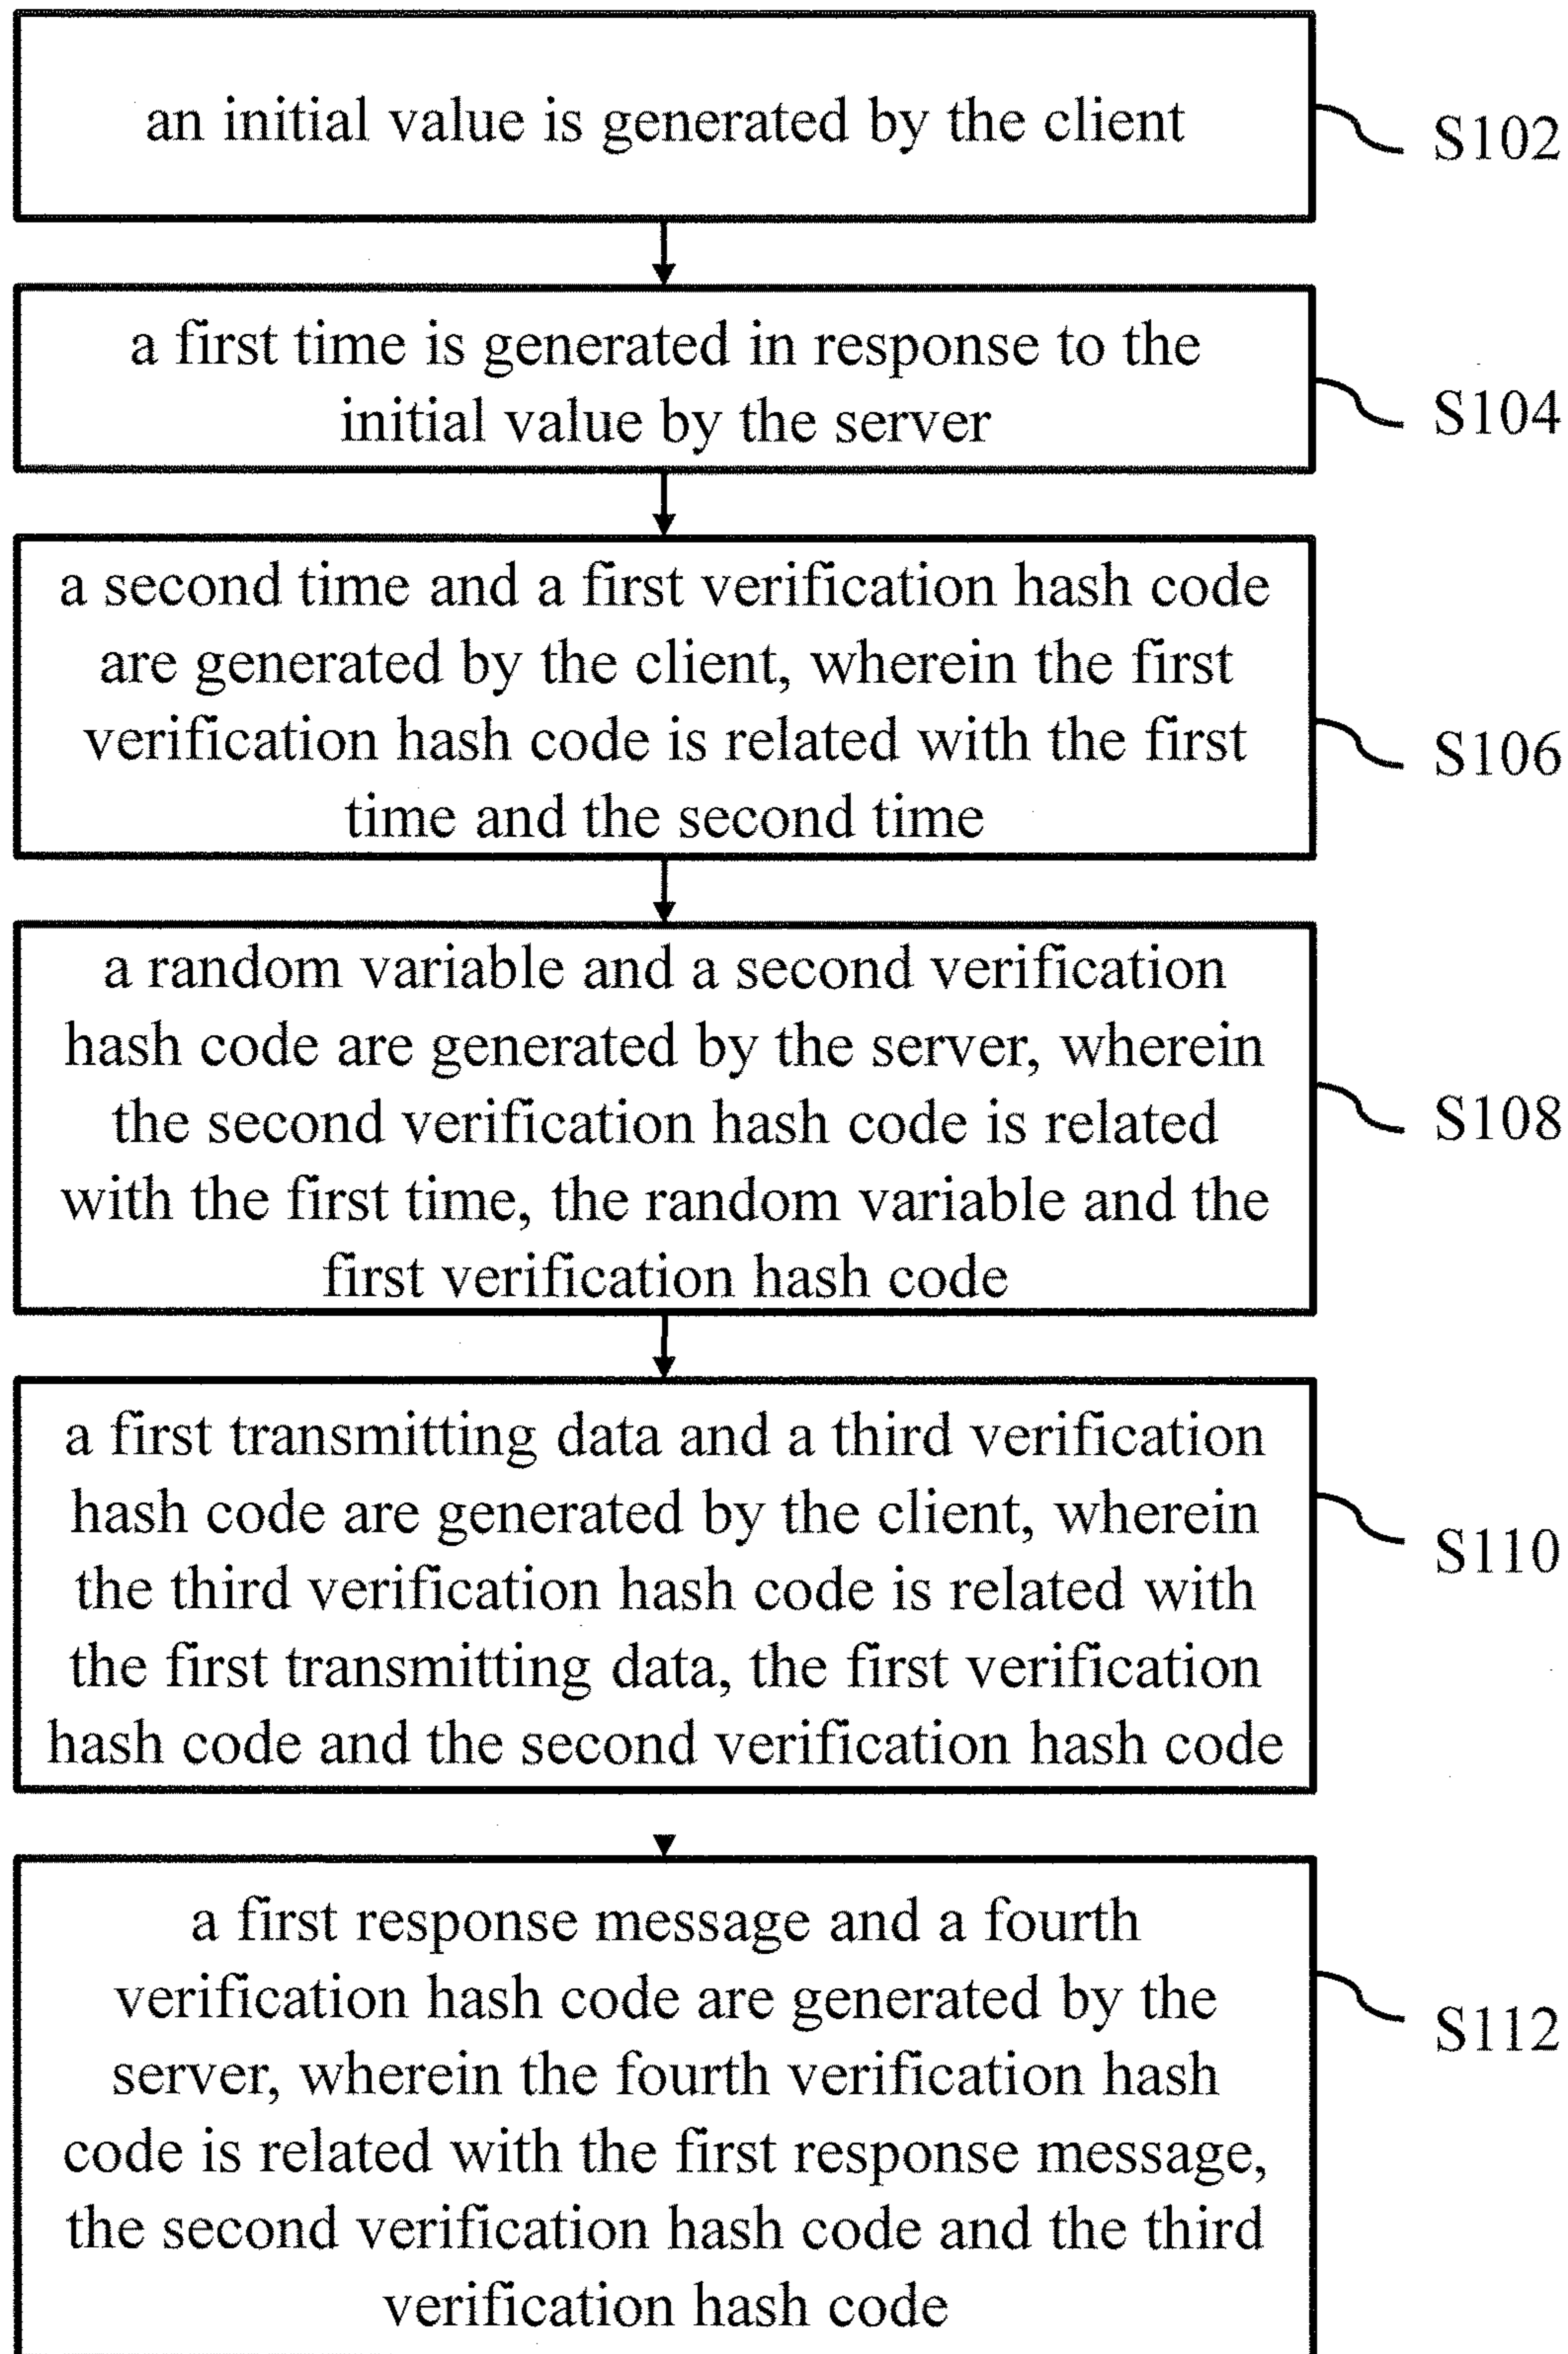 an initial value is generated by the client
S102
a first time is generated in response to the
initial value by the server
S104
a second time and a first verification hash code
are generated by the client, wherein the first
verification hash code is related with the first
time and the second time
S106
a random variable and a second verification
hash code are generated by the server, wherein
the second verification hash code is related
with the first time, the random variable and the
first verification hash code
S108
a first transmitting data and a third verification
hash code are generated by the client, wherein
the third verification hash code is related with
the first transmitting data, the first verification
hash code and the second verification hash code
S110
a first response message and a fourth
verification hash code are generated by the
server, wherein the fourth verification hash
code is related with the first response message,
the second verification hash code and the third
verification hash code
S112